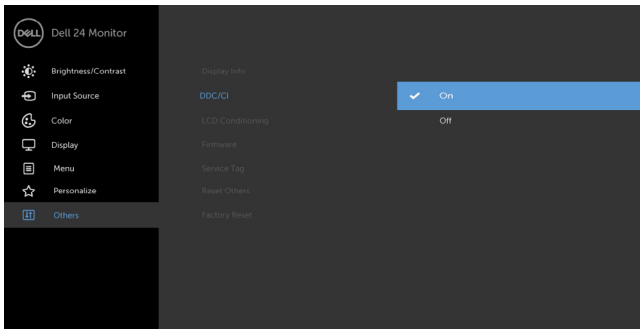 DELL Dell 24 Monitor
Brightness/Contrast
Input Source
Color
Display
Menu
Personalize
Others
Display Info
DDC/CI
LCD Conditioning
Firmware
Service Tag
Reset Others
Factory Reset
On
Off